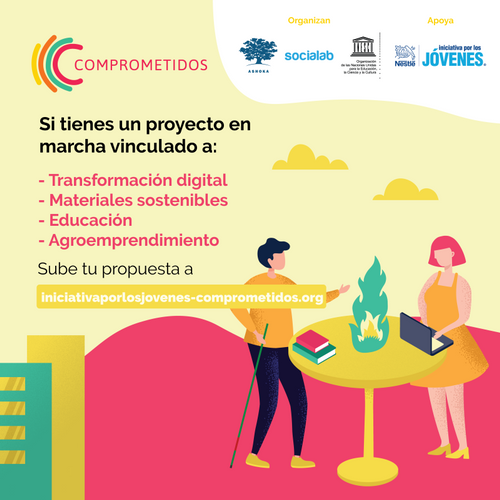 Organizan
Apoya
COMPROMETIDOS
ASHOKA
socialab
Organización
de las Naciones Unidas
para la Educación,
la Ciencia y la Cultura
Nestlé
iniciativa por los
JÓVENES.
Si tienes un proyecto en
marcha vinculado a:
- Transformación digital
- Materiales sostenibles
- Educación
- Agroemprendimiento
Sube tu propuesta a
iniciativaporlosjovenes-comprometidos.org